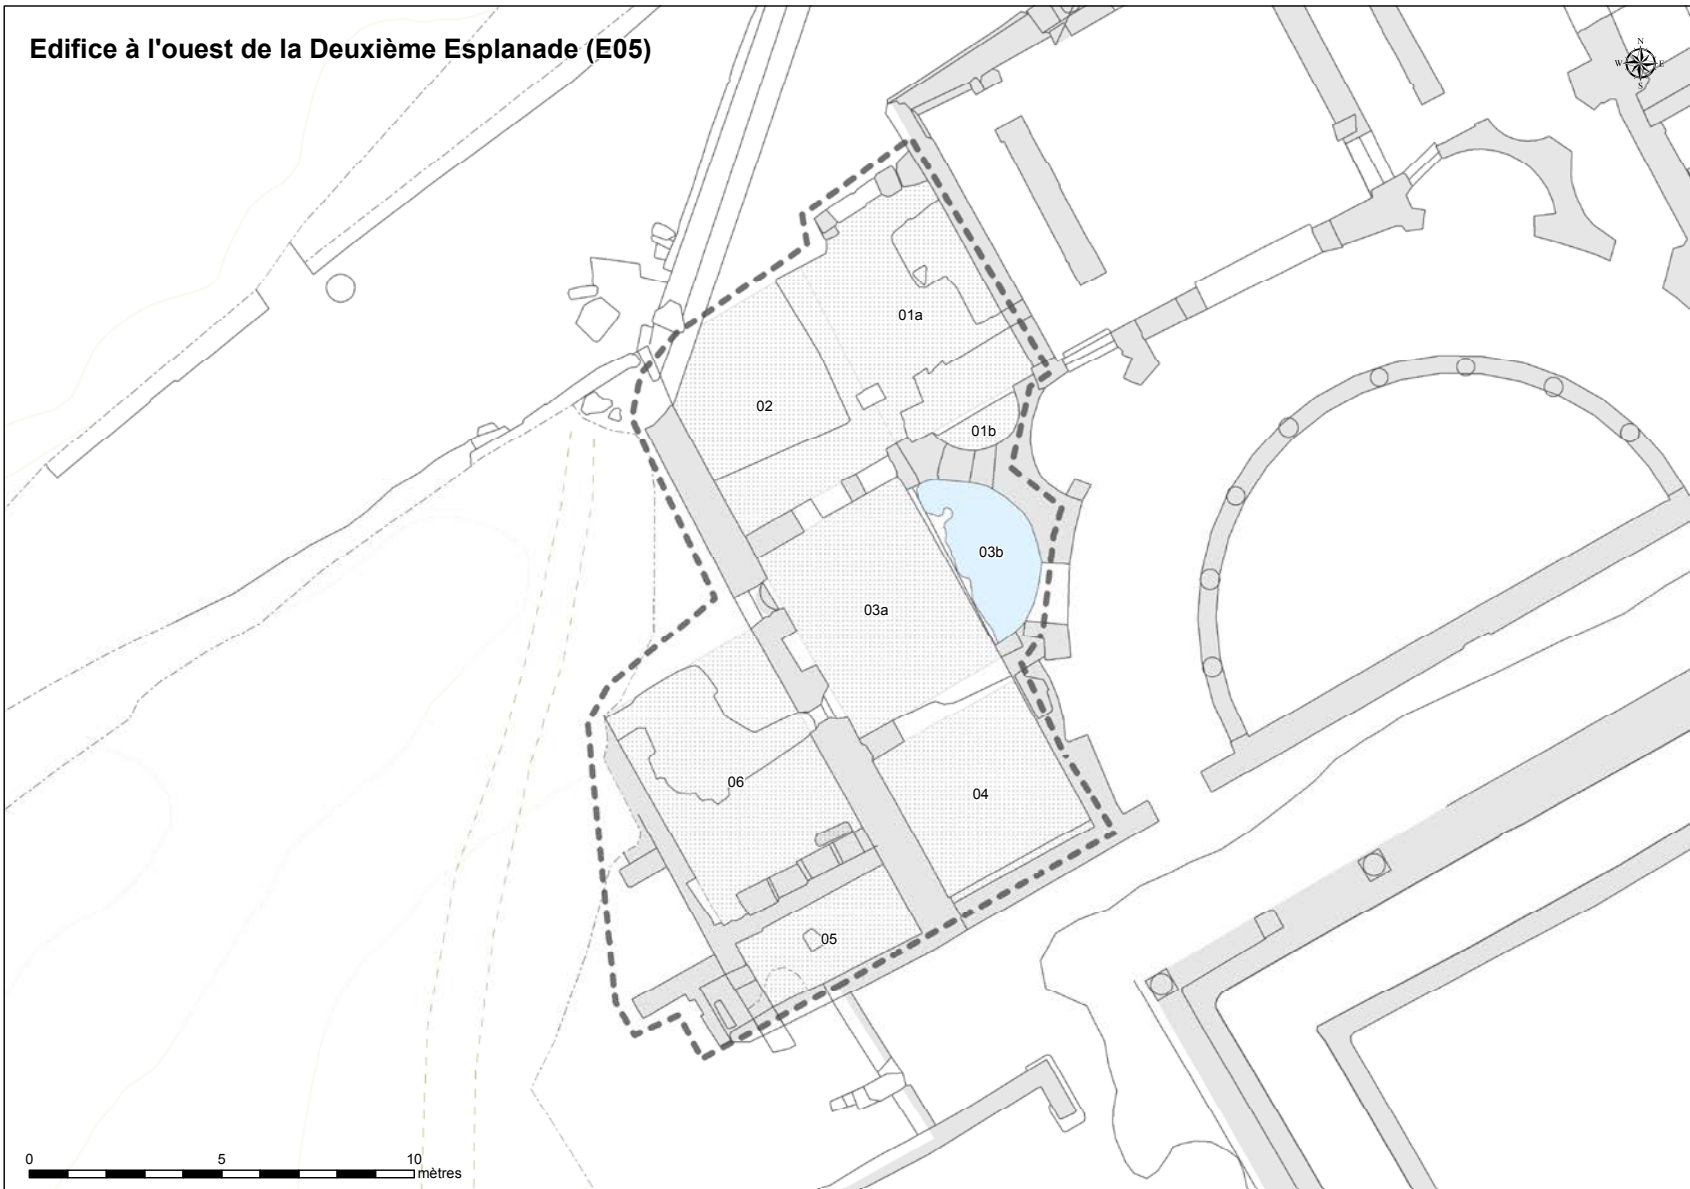 Edifice à l'ouest de la Deuxième Esplanade (E05)
N
W E
S
01a
02
01b
03b
03a
06
04
05
0 5 10
mètres